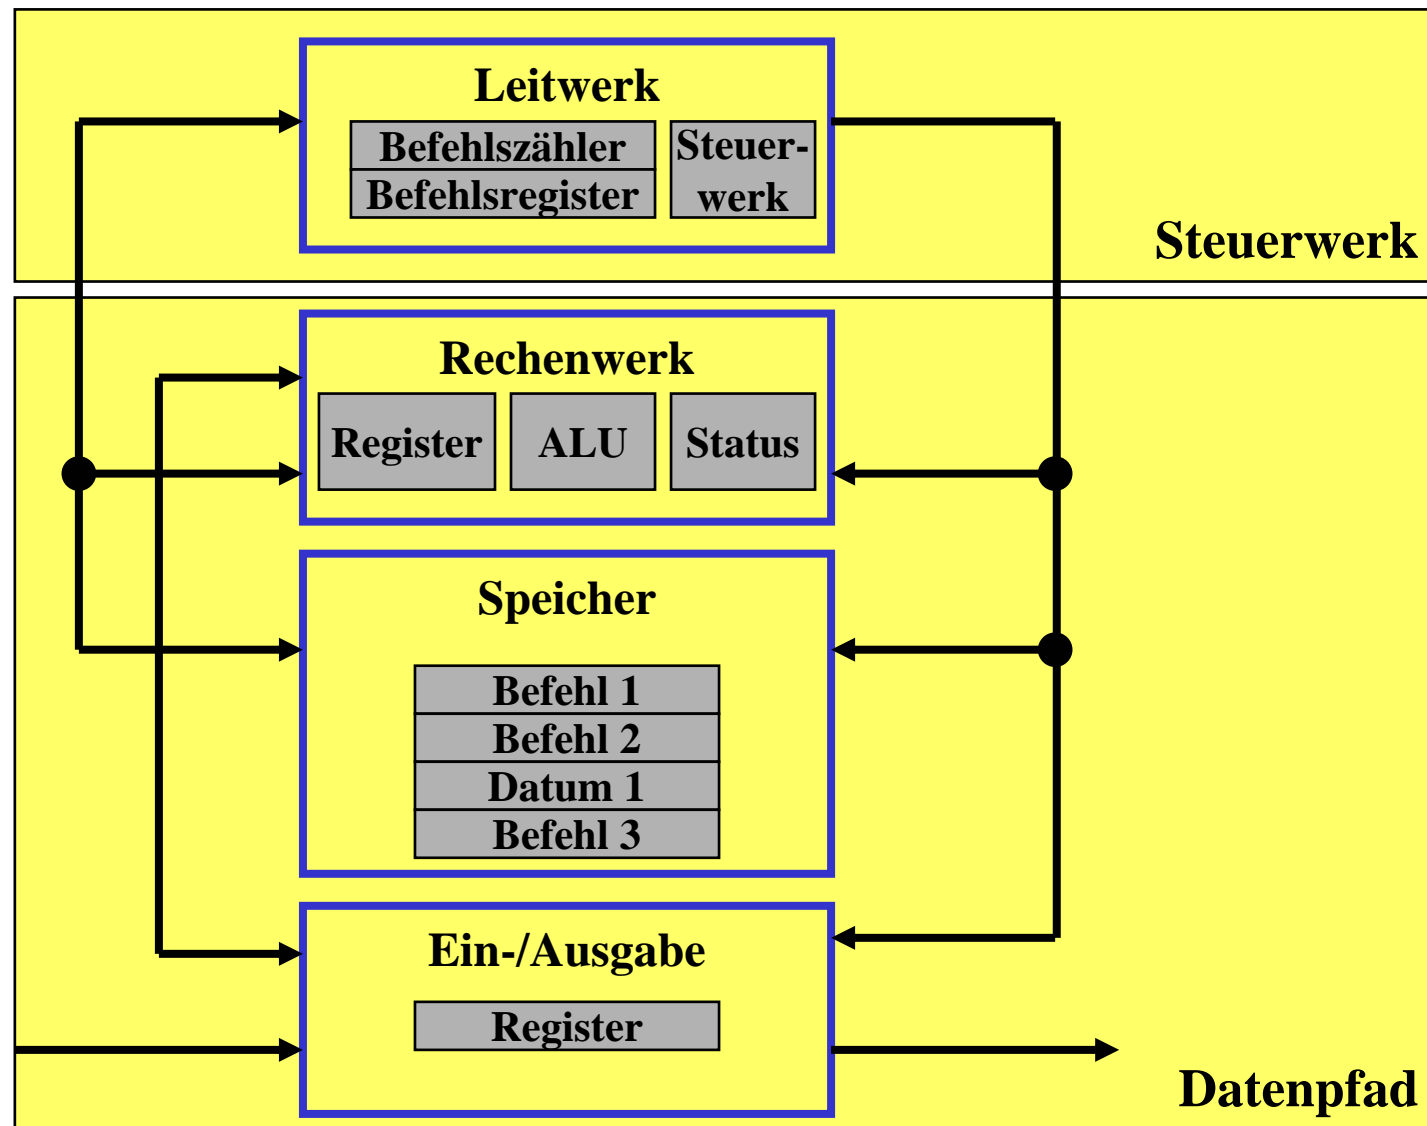 Leitwerk
Befehlszähler
Befehlsregister
Steuer-
werk
Steuerwerk
Rechenwerk
Register
ALU
Status
Speicher
Befehl 1
Befehl 2
Datum 1
Befehl 3
Ein-/Ausgabe
Register
Datenpfad